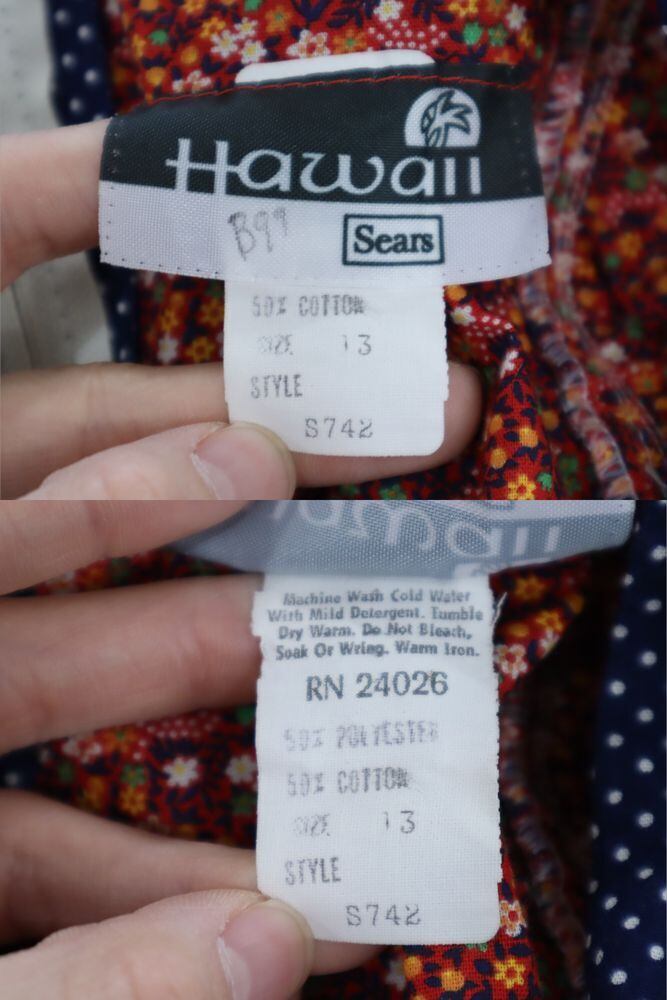 Hawaii
B99
Sears
50% COTTON
SIZE 13
STYLE
S742
Hawaii
Machine Wash Cold Water
With Mild Detergent. Tumble
Dry Warm. Do Not Bleach,
Soak Or Wring. Warm Iron.
RN 24026
50% POLYESTER
50% COTTON
SIZE 13
STYLE
S742